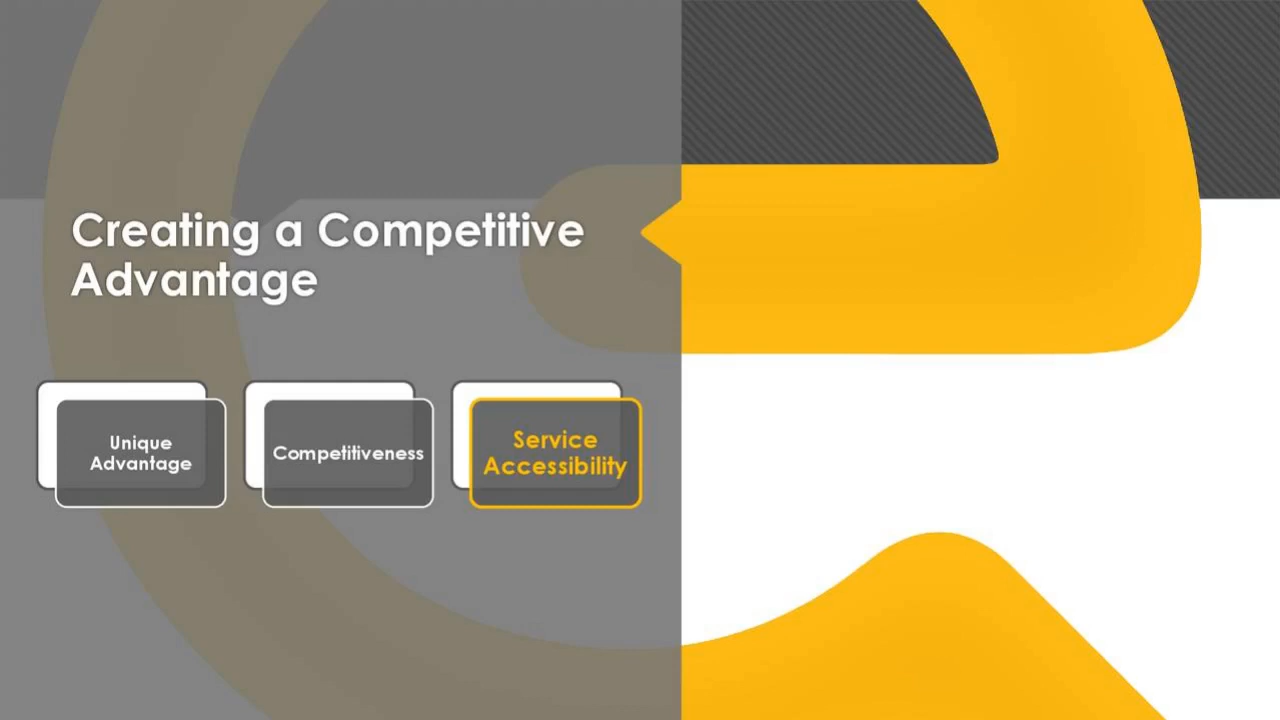 Creating a Competitive
Advantage
Unique
Advantage
Competitiveness
Service
Accessibility